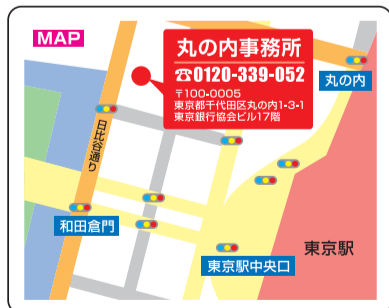 MAP
丸の内事務所
☎0120-339-052
〒100-0005
東京都千代田区丸の内1-3-1
東京銀行協会ビル17階
丸の内
日比谷通り
和田倉門
東京駅中央口
東京駅